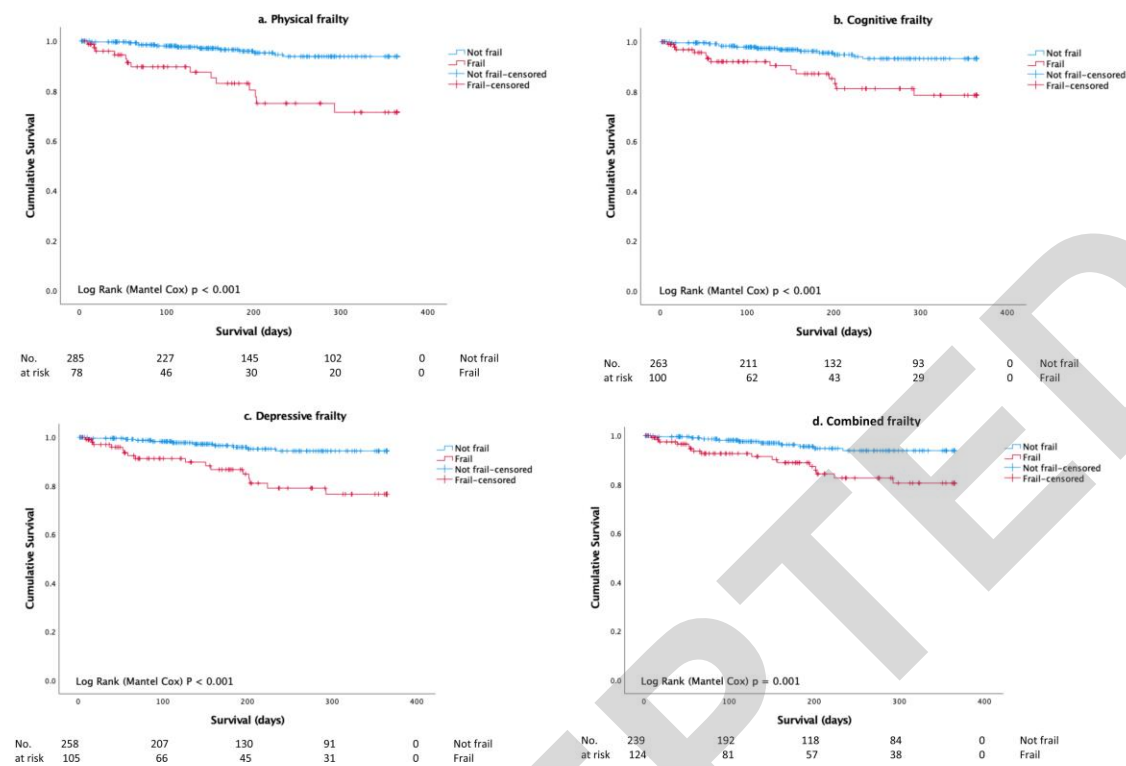 a. Physical frailty
Cumulative Survival
1.0
0.8
0.6
0.4
0.2
0.0
Not frail
Frail
Not frail-censored
Frail-censored
Log Rank (Mantel Cox) p < 0.001
0 100 200 300 400
Survival (days)
No. 285 227 145 102 0 Not frail
at risk 78 46 30 20 0 Frail
b. Cognitive frailty
Cumulative Survival
1.0
0.8
0.6
0.4
0.2
0.0
Not frail
Frail
Not frail-censored
Frail-censored
Log Rank (Mantel Cox) p < 0.001
0 100 200 300 400
Survival (days)
No. 263 211 132 93 0 Not frail
at risk 100 62 43 29 0 Frail
c. Depressive frailty
Cumulative Survival
1.0
0.8
0.6
0.4
0.2
0.0
Not frail
Frail
Not frail-censored
Frail-censored
Log Rank (Mantel Cox) P < 0.001
0 100 200 300 400
Survival (days)
No. 258 207 130 91 0 Not frail
at risk 105 66 45 31 0 Frail
d. Combined frailty
Cumulative Survival
1.0
0.8
0.6
0.4
0.2
0.0
Not frail
Frail
Not frail-censored
Frail-censored
Log Rank (Mantel Cox) p = 0.001
0 100 200 300 400
Survival (days)
No. 239 192 118 84 0 Not frail
at risk 124 81 57 38 0 Frail
PTED